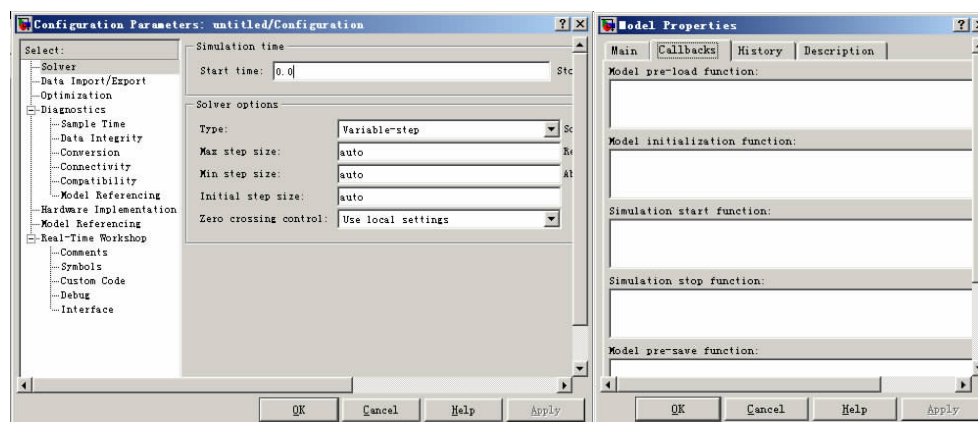 Configuration Parameters: untitled/Configuration
Select:
Solver
Data Import/Export
Optimization
Diagnostics
Sample Time
Data Integrity
Conversion
Connectivity
Compatibility
Model Referencing
Hardware Implementation
Model Referencing
Real-Time Workshop
Comments
Symbols
Custom Code
Debug
Interface
Simulation time
Start time: 0.0 Sto
Solver options
Type: Variable-step So
Max step size: auto Re
Min step size: auto Ab
Initial step size: auto
Zero crossing control: Use local settings
OK Cancel Help Apply
Model Properties
Main Callbacks History Description
Model pre-load function:
Model initialization function:
Simulation start function:
Simulation stop function:
Model pre-save function:
OK Cancel Help Apply